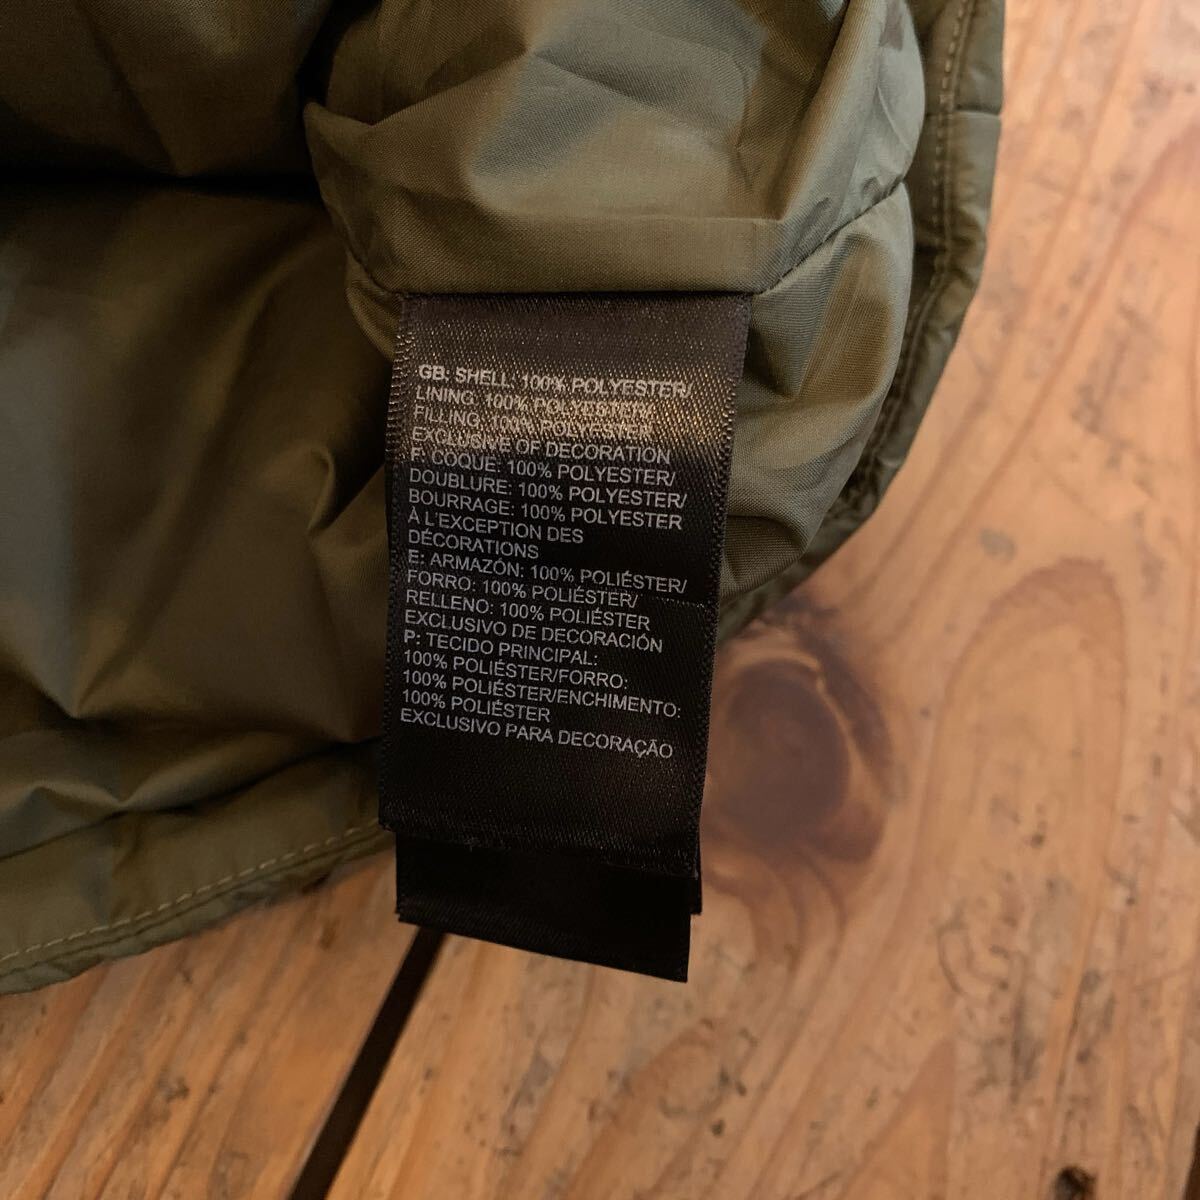 GB: SHELL: 100% POLYESTER/
LINING: 100% POLYESTER/
FILLING: 100% POLYESTER
EXCLUSIVE OF DECORATION
F: COQUE: 100% POLYESTER/
DOUBLURE: 100% POLYESTER/
BOURRAGE: 100% POLYESTER
À L'EXCEPTION DES
DÉCORATIONS
E: ARMAZÓN: 100% POLIÉSTER/
FORRO: 100% POLIÉSTER/
RELLENO: 100% POLIÉSTER
EXCLUSIVO DE DECORACIÓN
P: TECIDO PRINCIPAL:
100% POLIÉSTER/FORRO:
100% POLIÉSTER/ENCHIMENTO:
100% POLIÉSTER
EXCLUSIVO PARA DECORAÇÃO